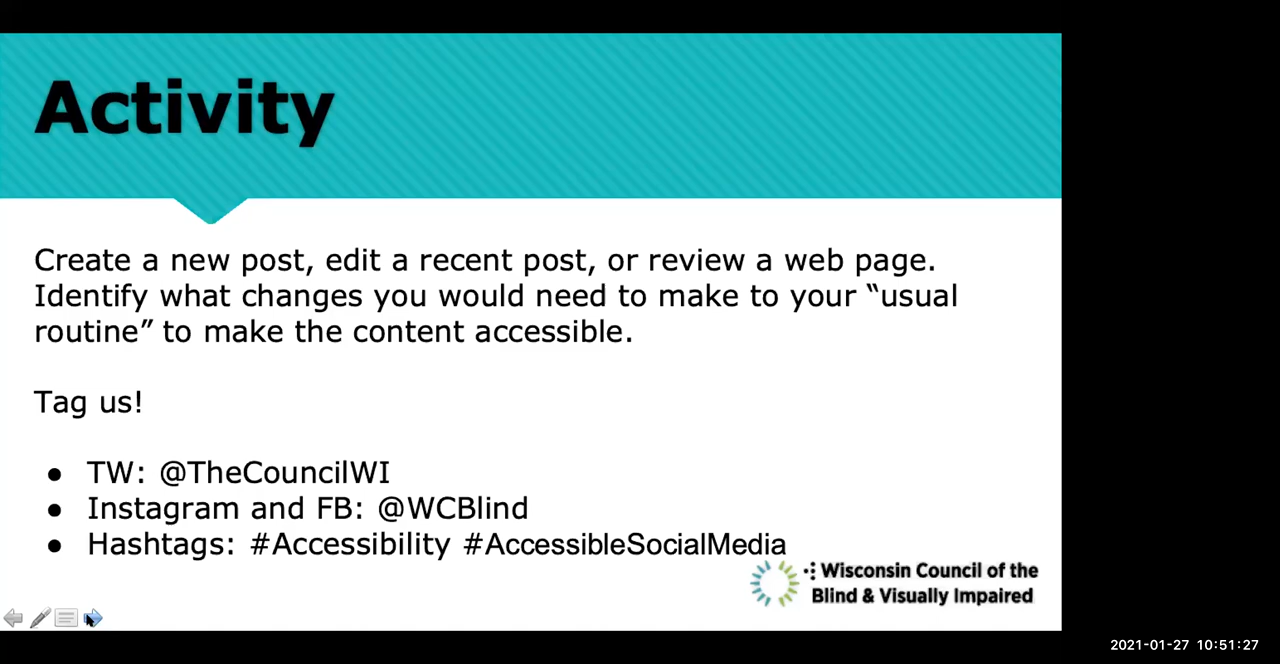 Activity
Create a new post, edit a recent post, or review a web page.
Identify what changes you would need to make to your “usual
routine” to make the content accessible.
Tag us!
● TW: @TheCouncilWI
● Instagram and FB: @WCBlind
● Hashtags: #Accessibility #AccessibleSocialMedia
Wisconsin Council of the
Blind & Visually Impaired
2021-01-27 10:51:27